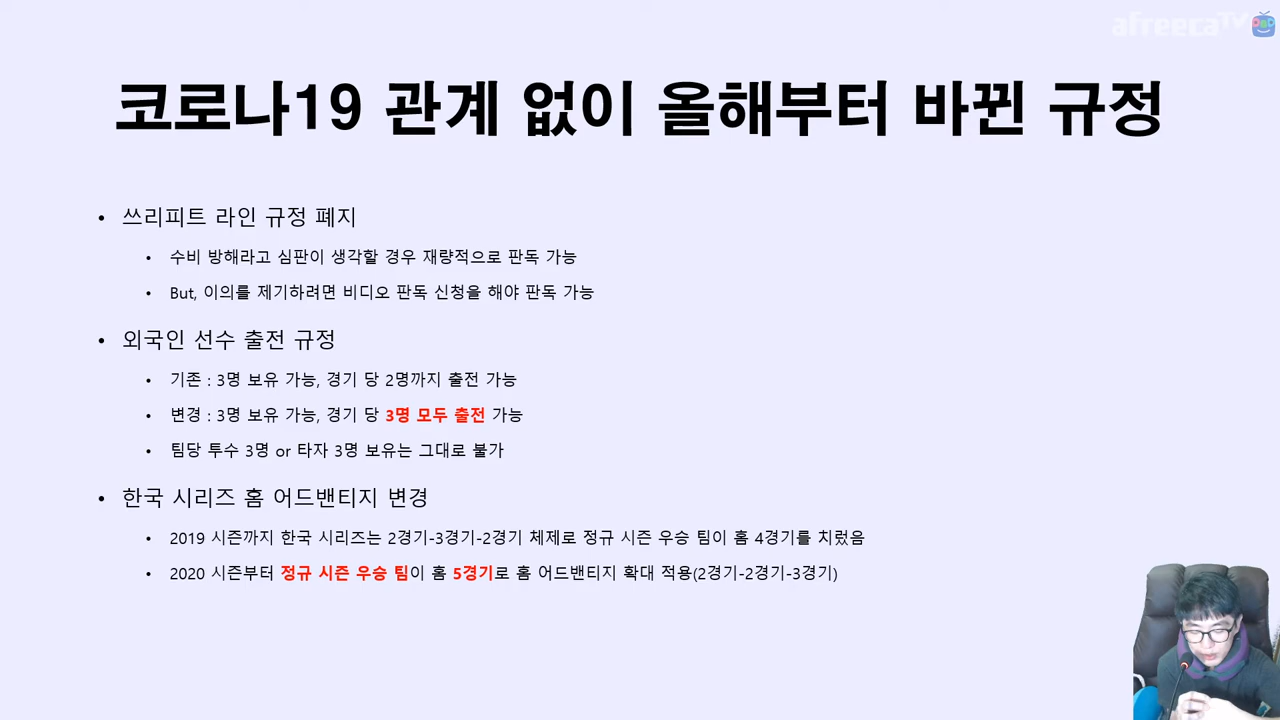 afreecaTV
코로나19 관계 없이 올해부터 바뀐 규정
• 쓰리피트 라인 규정 폐지
• 수비 방해라고 심판이 생각할 경우 재량적으로 판독 가능
• But, 이의를 제기하려면 비디오 판독 신청을 해야 판독 가능
• 외국인 선수 출전 규정
• 기존 : 3명 보유 가능, 경기 당 2명까지 출전 가능
• 변경 : 3명 보유 가능, 경기 당 3명 모두 출전 가능
• 팀당 투수 3명 or 타자 3명 보유는 그대로 불가
• 한국 시리즈 홈 어드밴티지 변경
• 2019 시즌까지 한국 시리즈는 2경기-3경기-2경기 체제로 정규 시즌 우승 팀이 홈 4경기를 치렀음
• 2020 시즌부터 정규 시즌 우승 팀이 홈 5경기로 홈 어드밴티지 확대 적용(2경기-2경기-3경기)